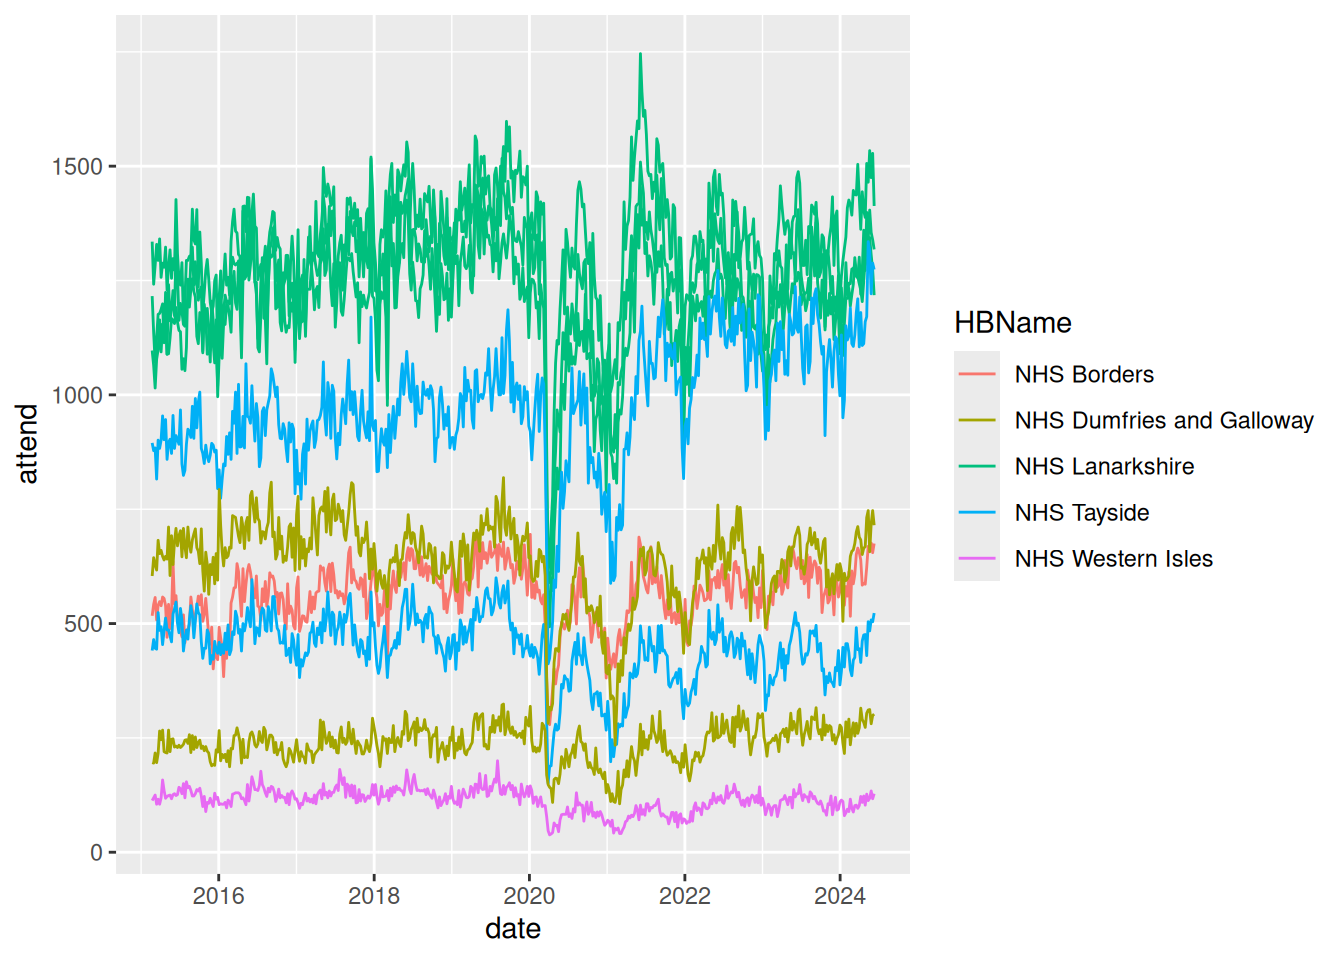 1500
1000
500
0
attend
2016 2018 2020 2022 2024
date
HBName
NHS Borders
NHS Dumfries and Galloway
NHS Lanarkshire
NHS Tayside
NHS Western Isles